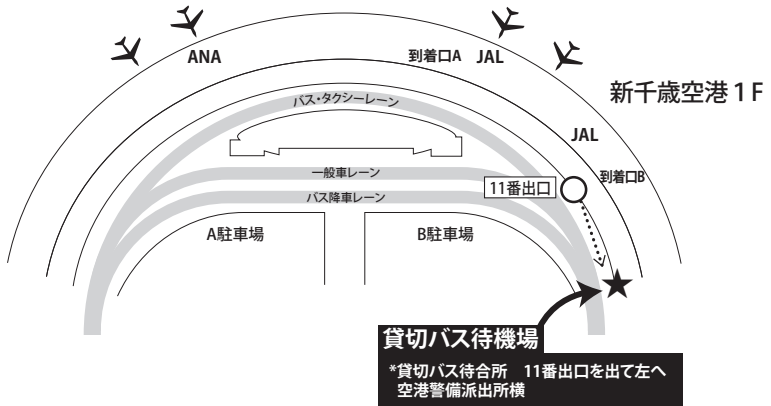 ANA
到着口A JAL
新千歳空港1F
バス・タクシーレーン
JAL
到着口B
一般車レーン
11番出口
バス降車レーン
A駐車場
B駐車場
貸切バス待機場
*貸切バス待合所 11番出口を出て左へ
空港警備派出所横